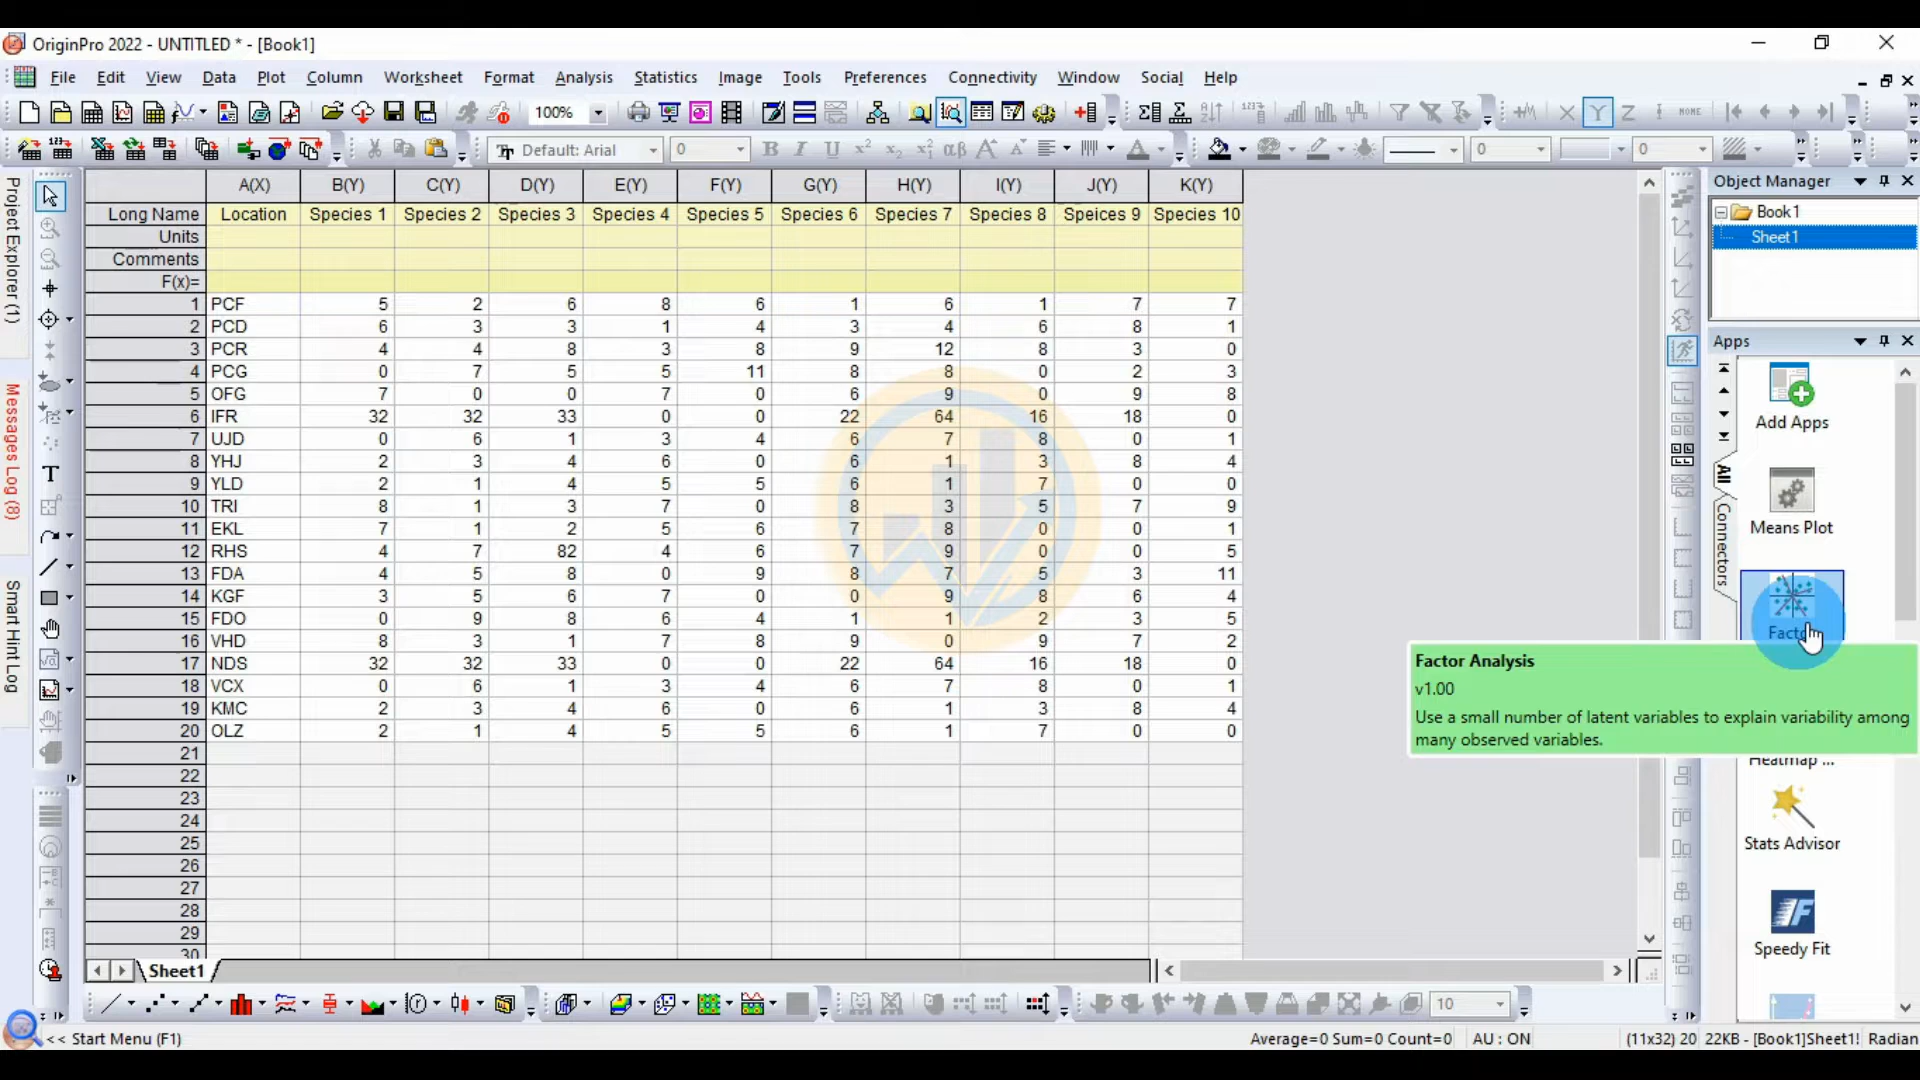 OriginPro 2022 - UNTITLED * - [Book1]
File Edit View Data Plot Column Worksheet Format Analysis Statistics Image Tools Preferences Connectivity Window Social Help
100%
Default: Arial 0 B I U 0 0
A(X) B(Y) C(Y) D(Y) E(Y) F(Y) G(Y) H(Y) I(Y) J(Y) K(Y)
Long Name Location Species 1 Species 2 Species 3 Species 4 Species 5 Species 6 Species 7 Species 8 Speices 9 Species 10
Units
Comments
F(x)=
1 PCF 5 2 6 8 6 1 6 1 7 7
2 PCD 6 3 3 1 4 3 4 6 8 1
3 PCR 4 4 8 3 8 9 12 8 3 0
4 PCG 0 7 5 5 11 8 8 0 2 3
5 OFG 7 0 0 7 0 6 9 0 9 8
6 IFR 32 32 33 0 0 22 64 16 18 0
7 UJD 0 6 1 3 4 6 7 8 0 1
8 YHJ 2 3 4 6 0 6 1 3 8 4
9 YLD 2 1 4 5 5 6 1 7 0 0
10 TRI 8 1 3 7 0 8 3 5 7 9
11 EKL 7 1 2 5 6 7 8 0 0 1
12 RHS 4 7 82 4 6 7 9 0 0 5
13 FDA 4 5 8 0 9 8 7 5 3 11
14 KGF 3 5 6 7 0 0 9 8 6 4
15 FDO 0 9 8 6 4 1 1 2 3 5
16 VHD 8 3 1 7 8 9 0 9 7 2
17 NDS 32 32 33 0 0 22 64 16 18 0
18 VCX 0 6 1 3 4 6 7 8 0 1
19 KMC 2 3 4 6 0 6 1 3 8 4
20 OLZ 2 1 4 5 5 6 1 7 0 0
21
22
23
24
25
26
27
28
29
30
Sheet1
10
<< Start Menu (F1)
Average=0 Sum=0 Count=0 AU : ON (11x32) 20 22KB - [Book1]Sheet1! Radian
Project Explorer (1)
Messages Log (8)
Smart Hint Log
Object Manager
Book1
Sheet1
Apps
All
Connectors
Add Apps
Means Plot
Factor Analysis
v1.00
Use a small number of latent variables to explain variability among
many observed variables.
Heatmap ...
Stats Advisor
Speedy Fit